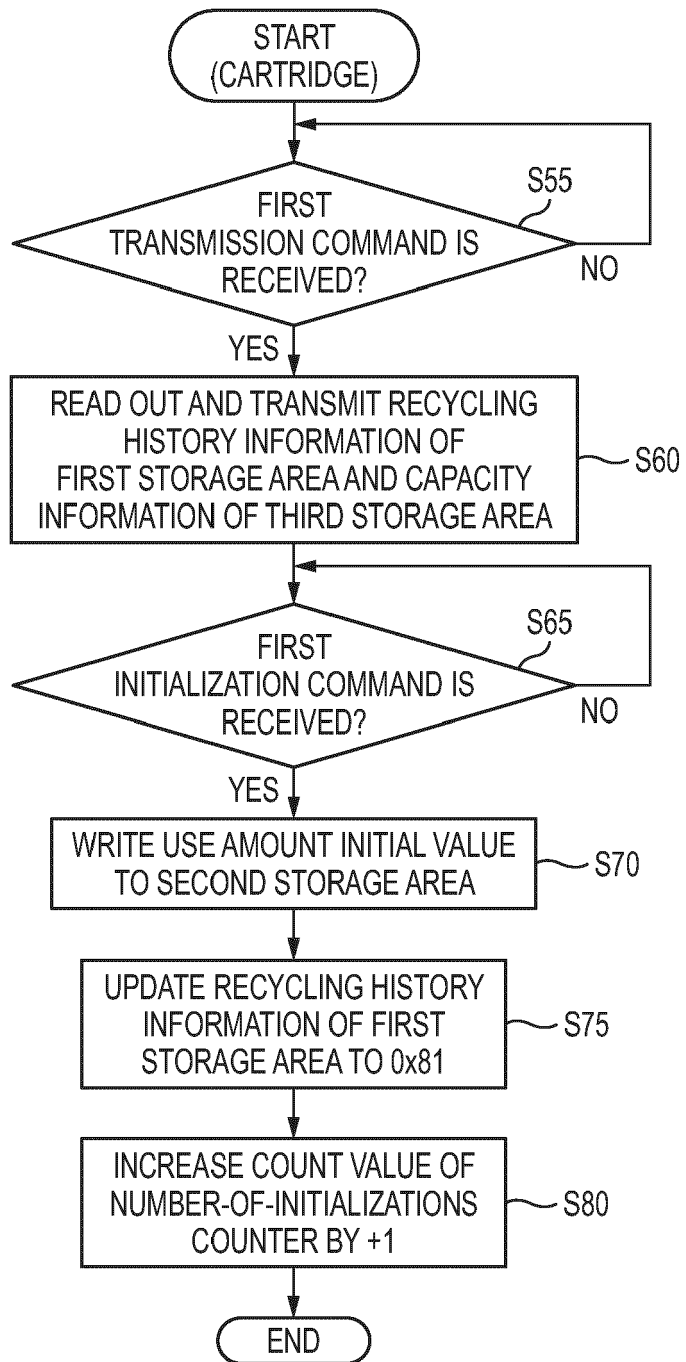 START
(CARTRIDGE)
S55
FIRST
TRANSMISSION COMMAND IS
RECEIVED?
NO
YES
READ OUT AND TRANSMIT RECYCLING
HISTORY INFORMATION OF
FIRST STORAGE AREA AND CAPACITY
INFORMATION OF THIRD STORAGE AREA
S60
S65
FIRST
INITIALIZATION COMMAND IS
RECEIVED?
NO
YES
WRITE USE AMOUNT INITIAL VALUE
TO SECOND STORAGE AREA
S70
UPDATE RECYCLING HISTORY
INFORMATION OF FIRST
STORAGE AREA TO 0x81
S75
INCREASE COUNT VALUE OF
NUMBER-OF-INITIALIZATIONS
COUNTER BY +1
S80
END